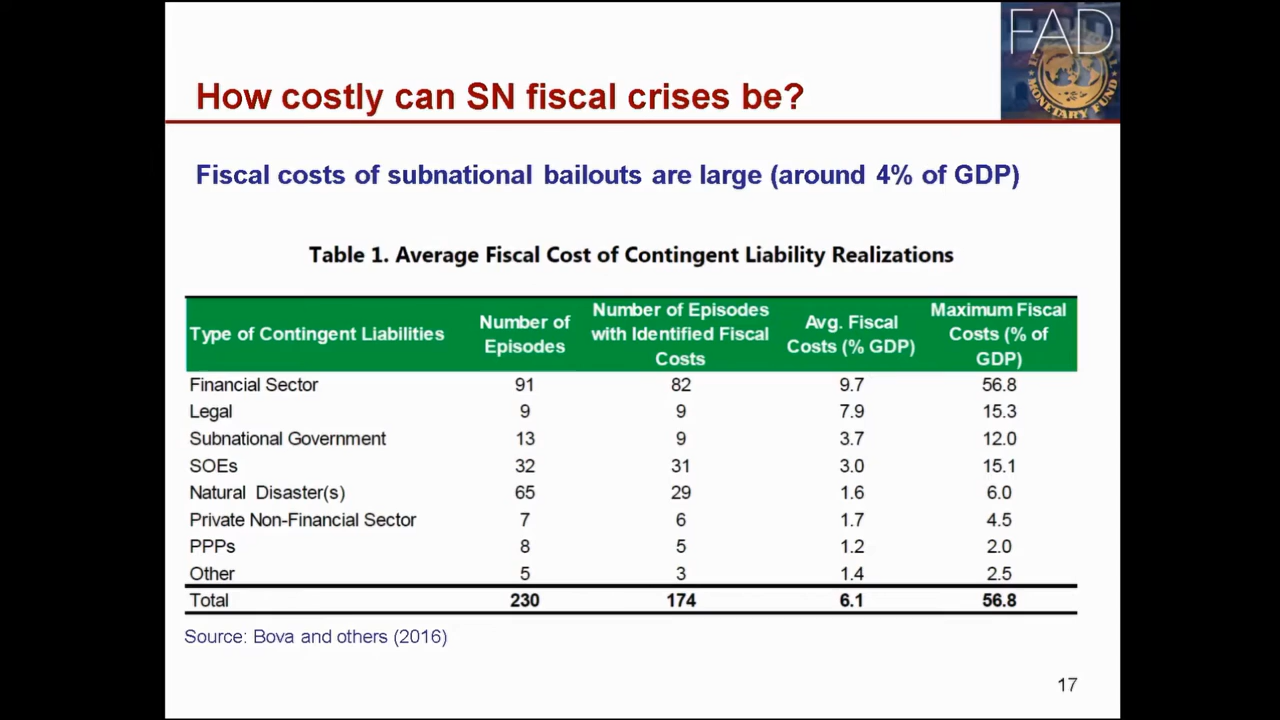 FAD
MONETARY FUND
How costly can SN fiscal crises be?
Fiscal costs of subnational bailouts are large (around 4% of GDP)
Table 1. Average Fiscal Cost of Contingent Liability Realizations
Type of Contingent Liabilities Number of Episodes Number of Episodes with Identified Fiscal Costs Avg. Fiscal Costs (% GDP) Maximum Fiscal Costs (% of GDP)
Financial Sector 91 82 9.7 56.8
Legal 9 9 7.9 15.3
Subnational Government 13 9 3.7 12.0
SOEs 32 31 3.0 15.1
Natural Disaster(s) 65 29 1.6 6.0
Private Non-Financial Sector 7 6 1.7 4.5
PPPs 8 5 1.2 2.0
Other 5 3 1.4 2.5
Total 230 174 6.1 56.8
Source: Bova and others (2016)
17